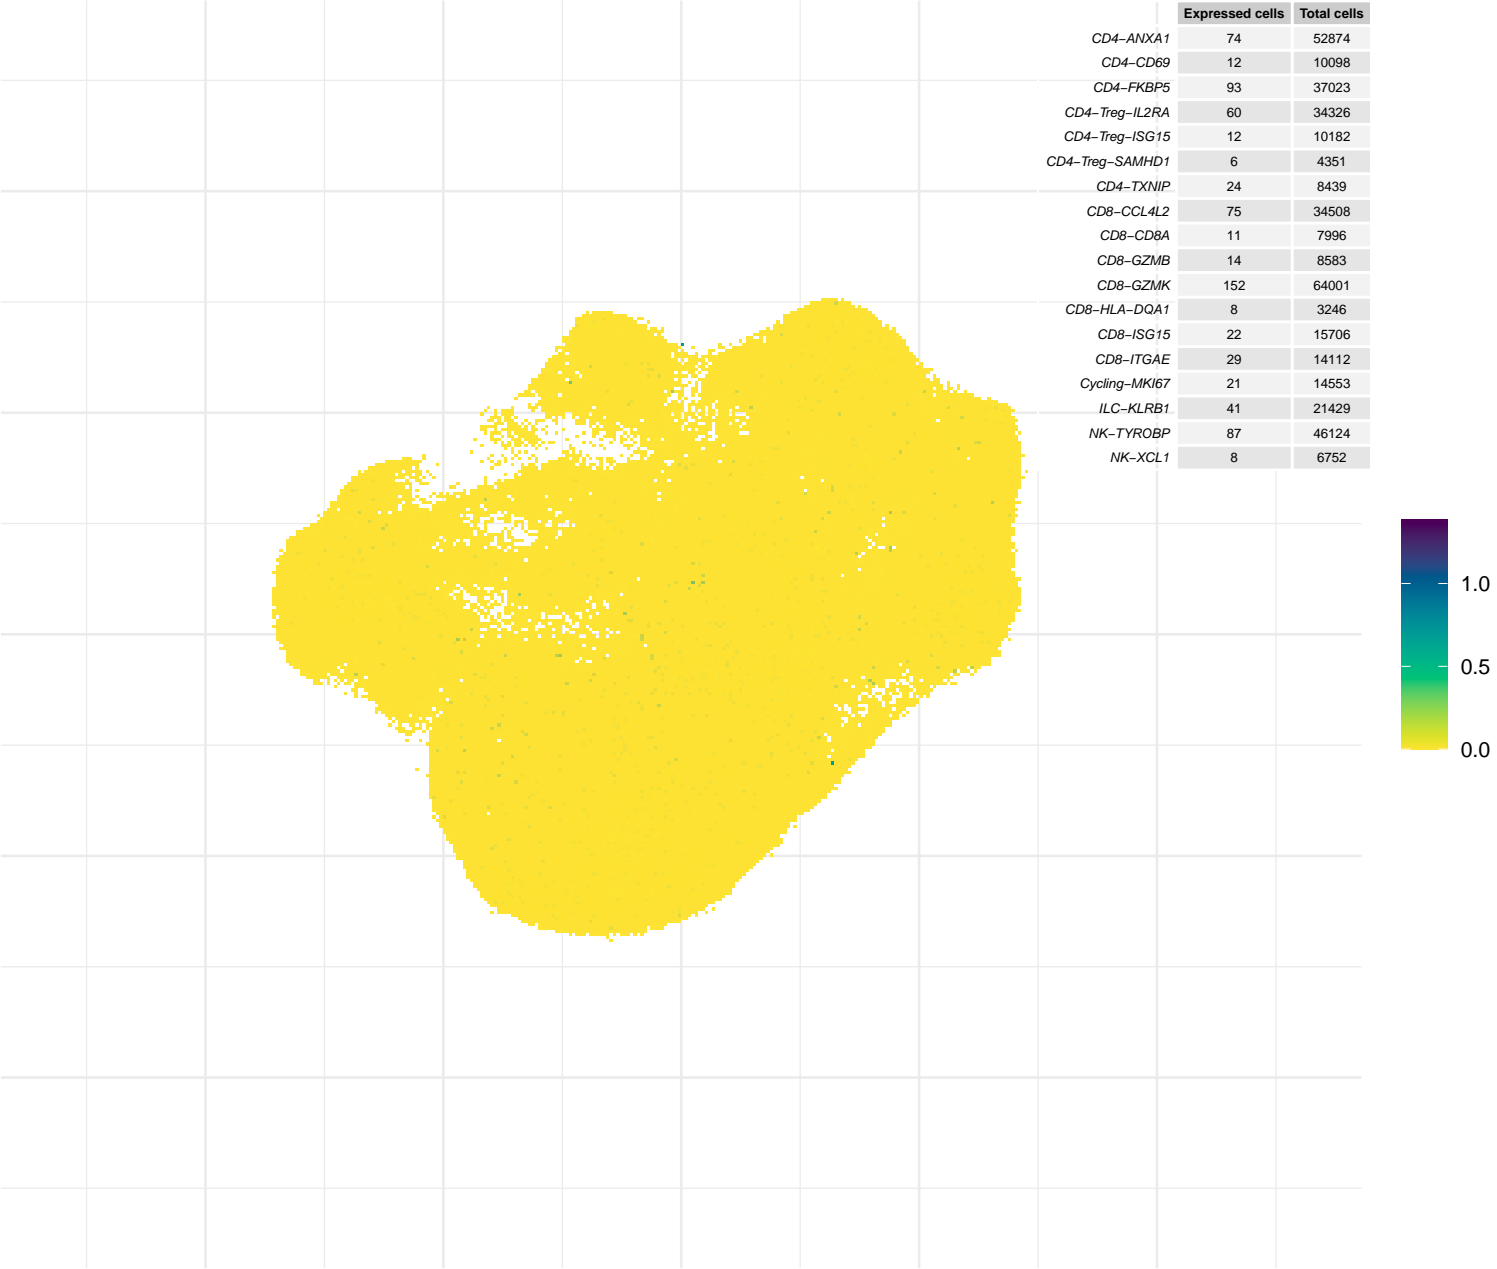 Expressed cells Total cells
CD4−ANXA1 74 52874
CD4−CD69 12 10098
CD4−FKBP5 93 37023
CD4−Treg−IL2RA 60 34326
CD4−Treg−ISG15 12 10182
CD4−Treg−SAMHD1 6 4351
CD4−TXNIP 24 8439
CD8−CCL4L2 75 34508
CD8−CD8A 11 7996
CD8−GZMB 14 8583
CD8−GZMK 152 64001
CD8−HLA−DQA1 8 3246
CD8−ISG15 22 15706
CD8−ITGAE 29 14112
Cycling−MKI67 21 14553
ILC−KLRB1 41 21429
NK−TYROBP 87 46124
NK−XCL1 8 6752
1.0
0.5
0.0